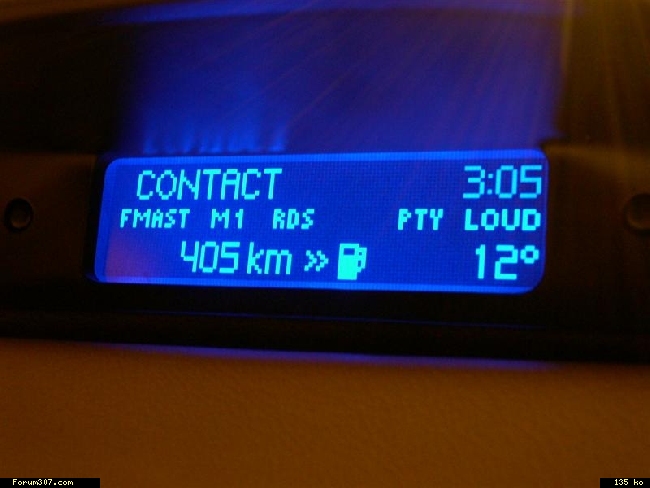 CONTACT 3:05
FMAST M1 RDS PTY LOUD
405 km » 12°
Forum307.com 135 ko